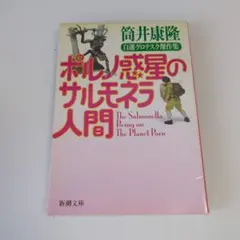 筒井康隆
自選グロテスク傑作集
ポルノ惑星の
サルモネラ
人間
The Salmonella
Being on
The Planet Porn
新潮文庫